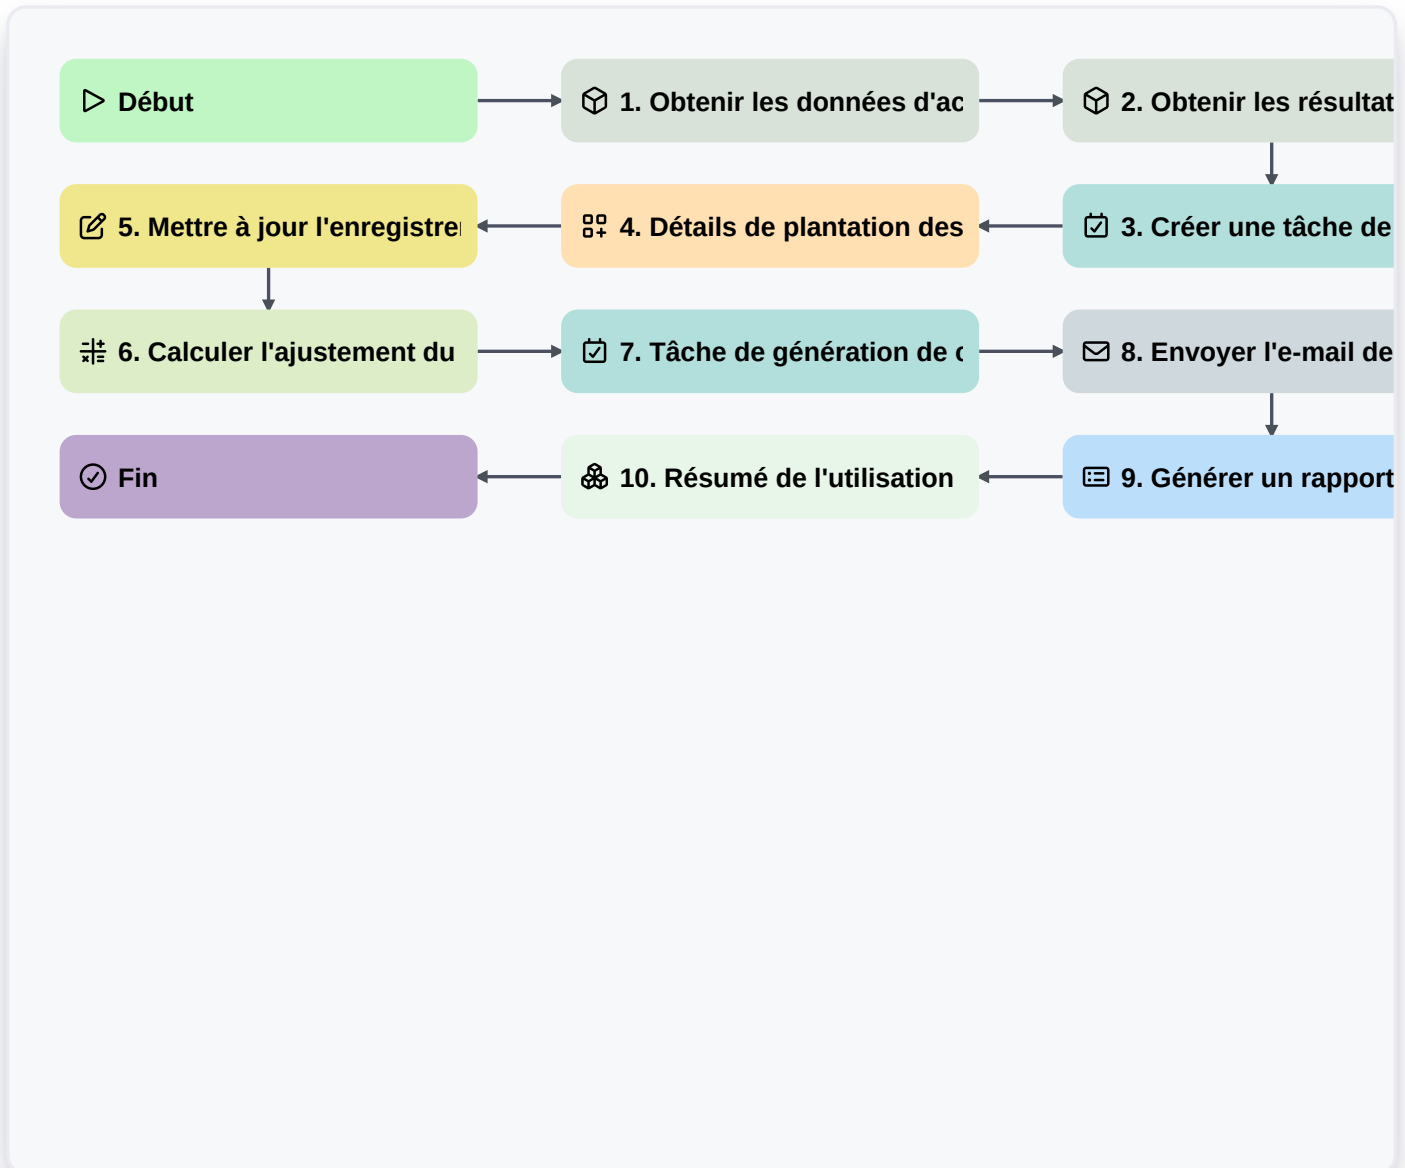 Début
1. Obtenir les données d'ac
2. Obtenir les résultat
5. Mettre à jour l'enregistre
4. Détails de plantation des
3. Créer une tâche de
6. Calculer l'ajustement du
7. Tâche de génération de
8. Envoyer l'e-mail de
Fin
10. Résumé de l'utilisation
9. Générer un rapport